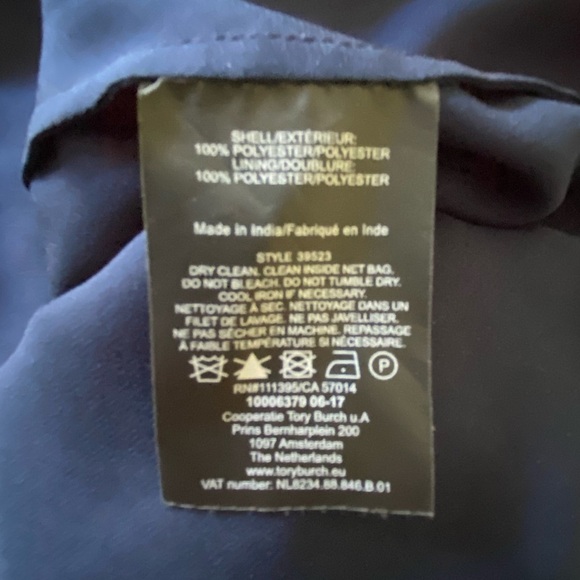 SHELL/EXTÉRIEUR:
100% POLYESTER/POLYESTER
LINING/DOUBLURE:
100% POLYESTER/POLYESTER
Made in India/Fabriqué en Inde
STYLE 39523
DRY CLEAN. CLEAN INSIDE NET BAG.
DO NOT BLEACH. DO NOT TUMBLE DRY.
COOL IRON IF NECESSARY.
NETTOYAGE À SEC. NETTOYAGE DANS UN
FILET DE LAVAGE. NE PAS JAVELLISER.
NE PAS SÉCHER EN MACHINE. REPASSAGE
À FAIBLE TEMPÉRATURE SI NÉCESSAIRE.
P
RN#111395/CA 57014
10006379 06-17
Cooperatie Tory Burch u.A
Prins Bernharplein 200
1097 Amsterdam
The Netherlands
www.toryburch.eu
VAT number: NL8234.88.846.B.01